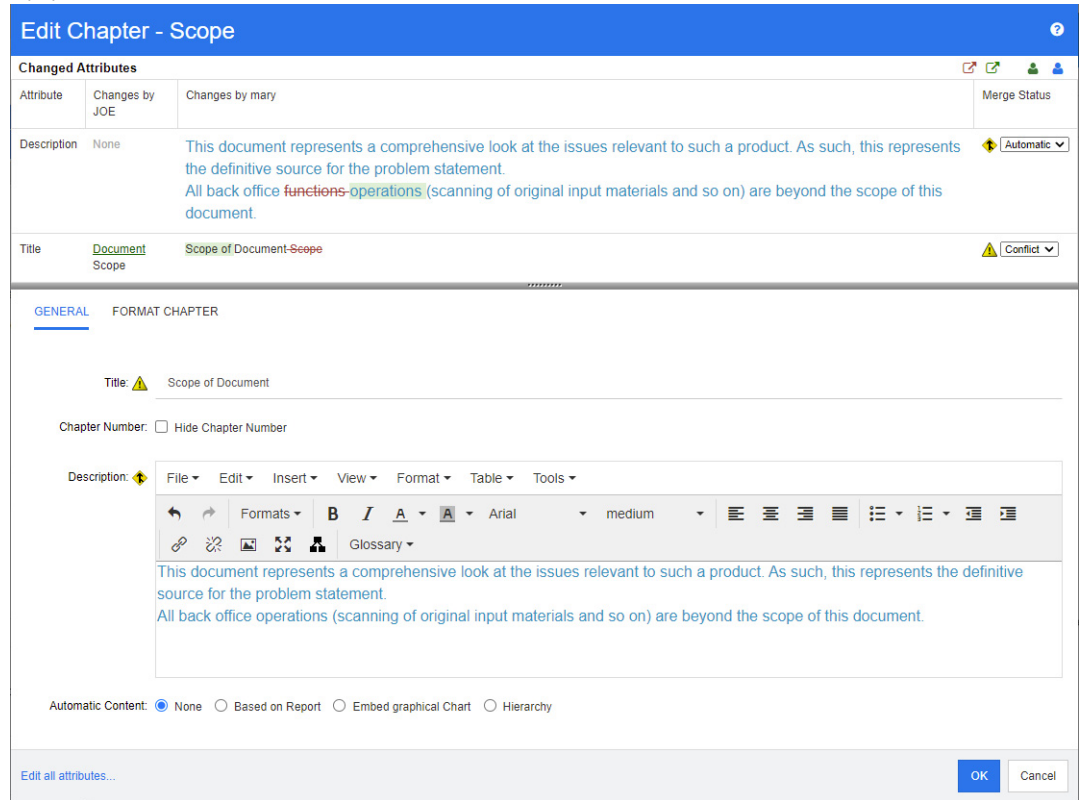 Edit Chapter - Scope
Changed Attributes
Attribute Changes by JOE Changes by mary Merge Status
Description None
This document represents a comprehensive look at the issues relevant to such a product. As such, this represents
the definitive source for the problem statement.
All back office functions operations (scanning of original input materials and so on) are beyond the scope of this
document.
Automatic
Title Document Scope
Scope of Document Scope
Conflict
GENERAL FORMAT CHAPTER
Title: Scope of Document
Chapter Number: Hide Chapter Number
Description: File Edit Insert View Format Table Tools
Formats B I A A Arial medium
Glossary
This document represents a comprehensive look at the issues relevant to such a product. As such, this represents the definitive
source for the problem statement.
All back office operations (scanning of original input materials and so on) are beyond the scope of this document.
Automatic Content: None Based on Report Embed graphical Chart Hierarchy
Edit all attributes... OK Cancel